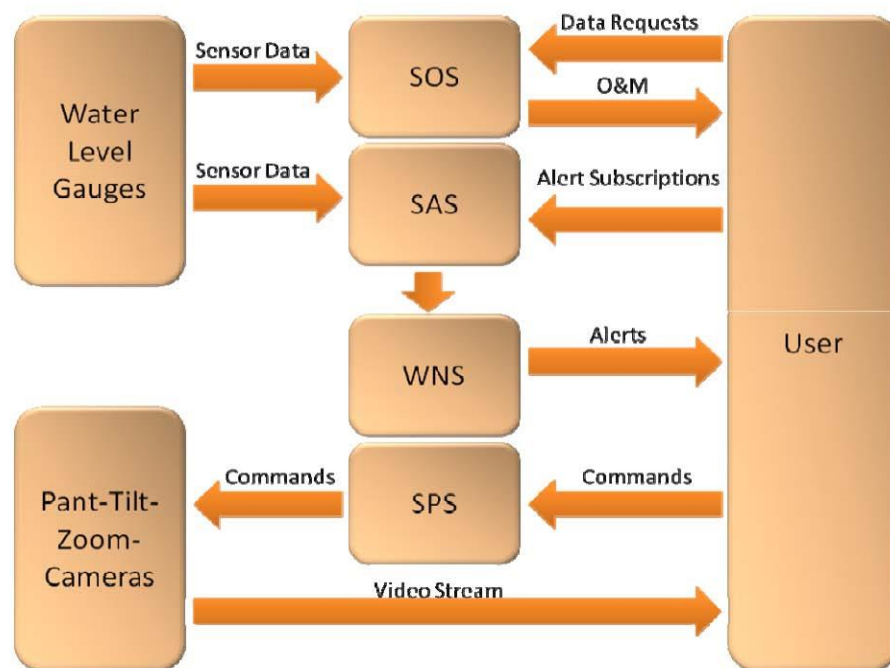 Water
Level
Gauges
Sensor Data
Sensor Data
SOS
SAS
Data Requests
O&M
Alert Subscriptions
WNS
Alerts
User
Pant-Tilt-
Zoom-
Cameras
Commands
SPS
Commands
Video Stream